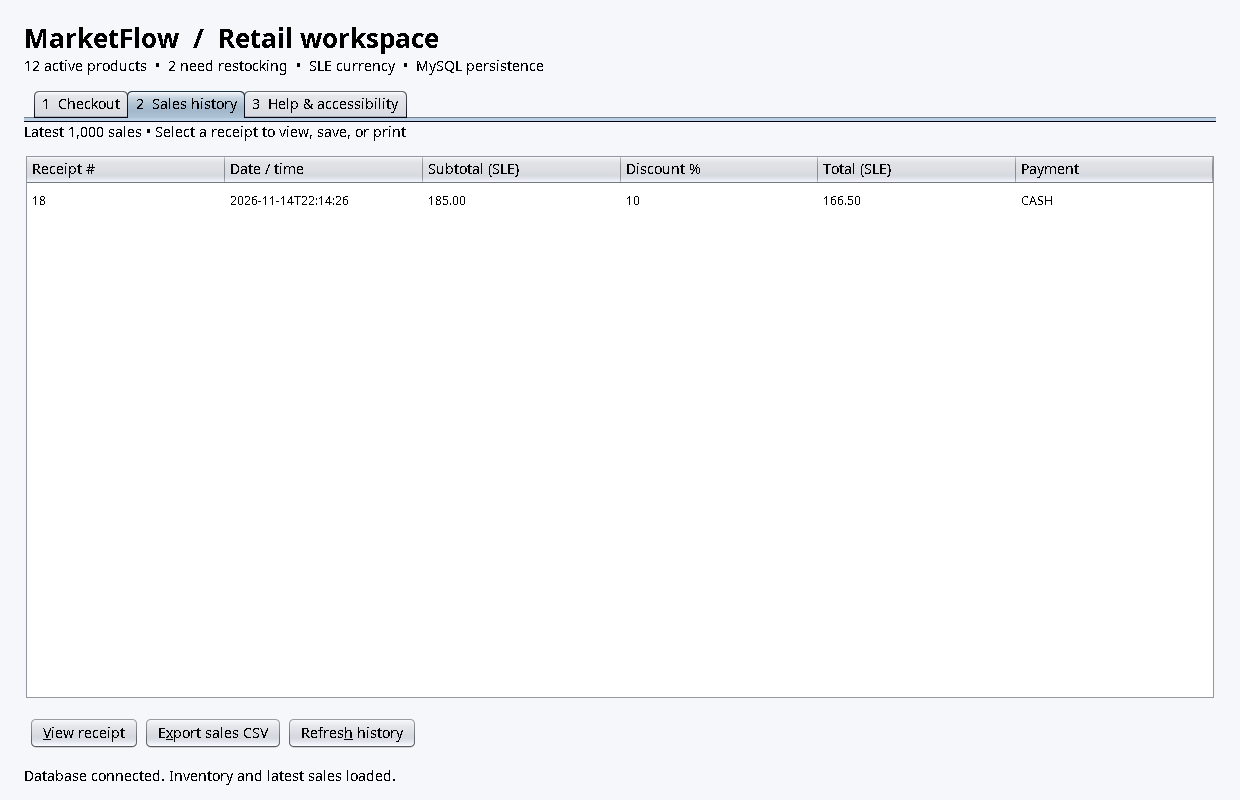 MarketFlow / Retail workspace
12 active products • 2 need restocking • SLE currency • MySQL persistence
1 Checkout 2 Sales history 3 Help & accessibility
Latest 1,000 sales • Select a receipt to view, save, or print
Receipt # Date / time Subtotal (SLE) Discount % Total (SLE) Payment
18 2026-11-14T22:14:26 185.00 10 166.50 CASH
View receipt Export sales CSV Refresh history
Database connected. Inventory and latest sales loaded.